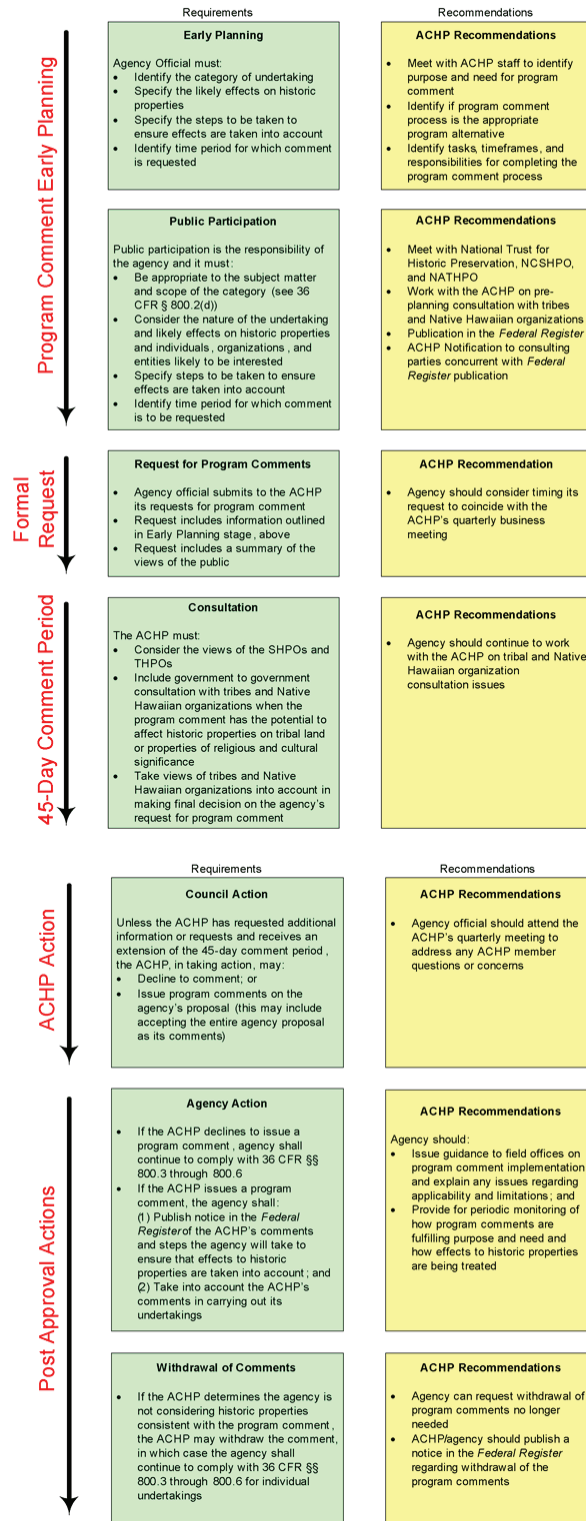 Requirements
Recommendations
Program Comment Early Planning
Early Planning
Agency Official must:
• Identify the category of undertaking
• Specify the likely effects on historic
properties
• Specify the steps to be taken to
ensure effects are taken into account
• Identify time period for which comment
is requested
ACHP Recommendations
• Meet with ACHP staff to identify
purpose and need for program
comment
• Identify if program comment
process is the appropriate
program alternative
• Identify tasks, timeframes, and
responsibilities for completing the
program comment process
Public Participation
Public participation is the responsibility of
the agency and it must:
• Be appropriate to the subject matter
and scope of the category (see 36
CFR § 800.2(d))
• Consider the nature of the undertaking
and likely effects on historic properties
and individuals, organizations, and
entities likely to be interested
• Specify steps to be taken to ensure
effects are taken into account
• Identify time period for which comment
is to be requested
ACHP Recommendations
• Meet with National Trust for
Historic Preservation, NCSHPO,
and NATHPO
• Work with the ACHP on pre-
planning consultation with tribes
and Native Hawaiian organizations
• Publication in the Federal Register
• ACHP Notification to consulting
parties concurrent with Federal
Register publication
Formal
Request
Request for Program Comments
• Agency official submits to the ACHP
its requests for program comment
• Request includes information outlined
in Early Planning stage, above
• Request includes a summary of the
views of the public
ACHP Recommendation
• Agency should consider timing its
request to coincide with the
ACHP's quarterly business
meeting
45-Day Comment Period
Consultation
The ACHP must:
• Consider the views of the SHPOs and
THPOs
• Include government to government
consultation with tribes and Native
Hawaiian organizations when the
program comment has the potential to
affect historic properties on tribal
land or properties of religious and cultural
significance
• Take views of tribes and Native
Hawaiian organizations into account in
making final decision on the agency's
request for program comment
ACHP Recommendations
• Agency should continue to work
with the ACHP on tribal and Native
Hawaiian organization
consultation issues
Requirements
Recommendations
ACHP Action
Council Action
Unless the ACHP has requested additional
information or requests and receives an
extension of the 45-day comment period,
the ACHP, in taking action, may:
• Decline to comment; or
• Issue program comments on the
agency's proposal (this may include
accepting the entire agency proposal
as its comments)
ACHP Recommendations
• Agency official should attend the
ACHP's quarterly meeting to
address any ACHP member
questions or concerns
Post Approval Actions
Agency Action
• If the ACHP declines to issue a
program comment, agency shall
continue to comply with 36 CFR §§
800.3 through 800.6
• If the ACHP issues a program
comment, the agency shall:
(1) Publish notice in the Federal
Register of the ACHP's comments
and steps the agency will take to
ensure that effects to historic
properties are taken into account; and
(2) Take into account the ACHP's
comments in carrying out its
undertakings
ACHP Recommendations
Agency should:
• Issue guidance to field offices
on program comment implementation
and explain any issues regarding
applicability and limitations; and
• Provide for periodic monitoring of
how program comments are
fulfilling purpose and need and
how effects to historic properties
are being treated
Withdrawal of Comments
• If the ACHP determines the agency is
not considering historic properties
consistent with the program comment,
the ACHP may withdraw the comment,
in which case the agency shall
continue to comply with 36 CFR §§
800.3 through 800.6 for individual
undertakings
ACHP Recommendations
• Agency can request withdrawal of
program comments no longer
needed
• ACHP/agency should publish a
notice in the Federal Register
regarding withdrawal of the
program comments